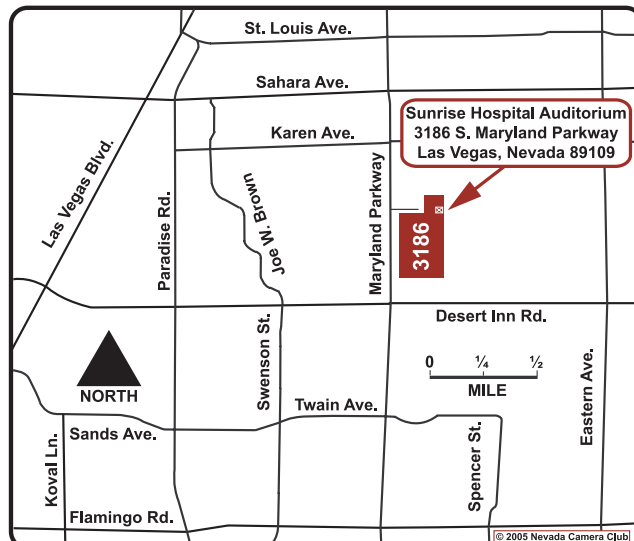 St. Louis Ave.
Sahara Ave.
Karen Ave.
Sunrise Hospital Auditorium
3186 S. Maryland Parkway
Las Vegas, Nevada 89109
Las Vegas Blvd.
Paradise Rd.
Joe W. Brown
Maryland Parkway
3186
Desert Inn Rd.
Swenson St.
0 ¼ ½
MILE
NORTH
Eastern Ave.
Twain Ave.
Sands Ave.
Koval Ln.
Spencer St.
Flamingo Rd.
© 2005 Nevada Camera Club